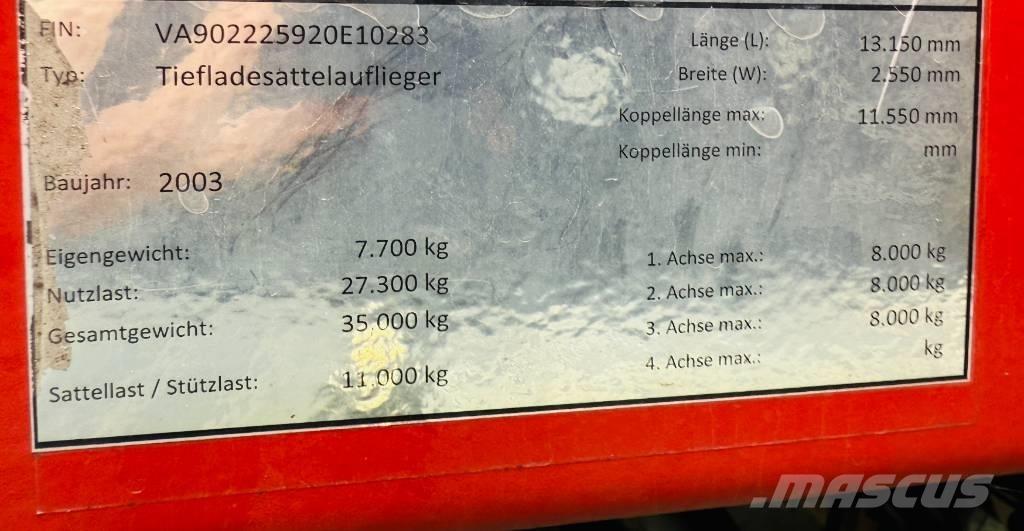 FIN: VA902225920E10283
Typ: Tiefladesattelauflieger
Baujahr: 2003
Eigengewicht: 7.700 kg
Nutzlast: 27.300 kg
Gesamtgewicht: 35.000 kg
Sattellast / Stützlast: 11.000 kg
Länge (L): 13.150 mm
Breite (W): 2.550 mm
Koppellänge max: 11.550 mm
Koppellänge min: mm
1. Achse max.: 8.000 kg
2. Achse max.: 8.000 kg
3. Achse max.: 8.000 kg
4. Achse max.: kg
MASCUS